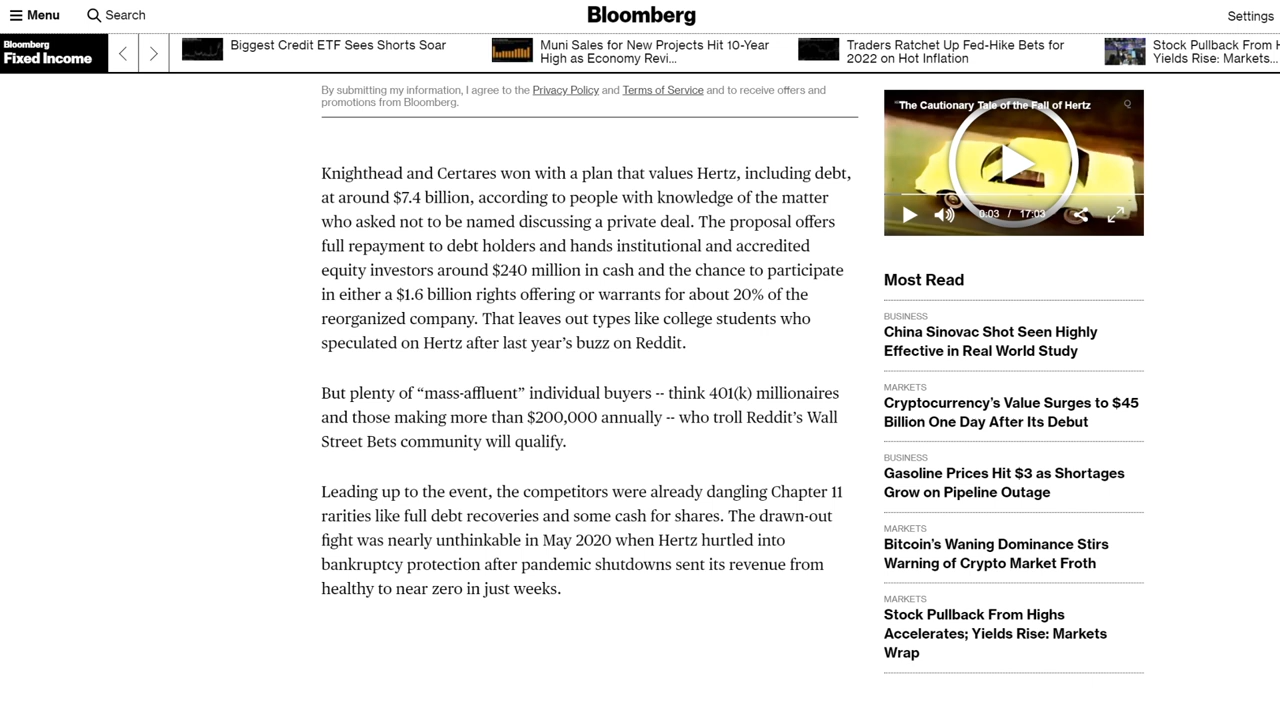 Menu
Search
Bloomberg
Settings
Bloomberg
Fixed Income
Biggest Credit ETF Sees Shorts Soar
Muni Sales for New Projects Hit 10-Year
High as Economy Revi...
Traders Ratchet Up Fed-Hike Bets for
2022 on Hot Inflation
Stock Pullback From H
Yields Rise: Markets...
By submitting my information, I agree to the Privacy Policy and Terms of Service and to receive offers and
promotions from Bloomberg.
Knighthead and Certares won with a plan that values Hertz, including debt,
at around $7.4 billion, according to people with knowledge of the matter
who asked not to be named discussing a private deal. The proposal offers
full repayment to debt holders and hands institutional and accredited
equity investors around $240 million in cash and the chance to participate
in either a $1.6 billion rights offering or warrants for about 20% of the
reorganized company. That leaves out types like college students who
speculated on Hertz after last year’s buzz on Reddit.
But plenty of “mass-affluent” individual buyers -- think 401(k) millionaires
and those making more than $200,000 annually -- who troll Reddit’s Wall
Street Bets community will qualify.
Leading up to the event, the competitors were already dangling Chapter 11
rarities like full debt recoveries and some cash for shares. The drawn-out
fight was nearly unthinkable in May 2020 when Hertz hurtled into
bankruptcy protection after pandemic shutdowns sent its revenue from
healthy to near zero in just weeks.
The Cautionary Tale of the Fall of Hertz
Q
0:03 / 17:03
Most Read
BUSINESS
China Sinovac Shot Seen Highly
Effective in Real World Study
MARKETS
Cryptocurrency’s Value Surges to $45
Billion One Day After Its Debut
BUSINESS
Gasoline Prices Hit $3 as Shortages
Grow on Pipeline Outage
MARKETS
Bitcoin’s Waning Dominance Stirs
Warning of Crypto Market Froth
MARKETS
Stock Pullback From Highs
Accelerates; Yields Rise: Markets
Wrap